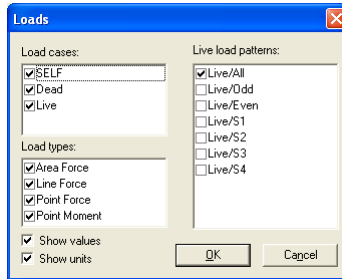 Loads
Load cases:
SELF
Dead
Live
Load types:
Area Force
Line Force
Point Force
Point Moment
Show values
Show units
Live load patterns:
Live/All
Live/Odd
Live/Even
Live/S1
Live/S2
Live/S3
Live/S4
OK
Cancel